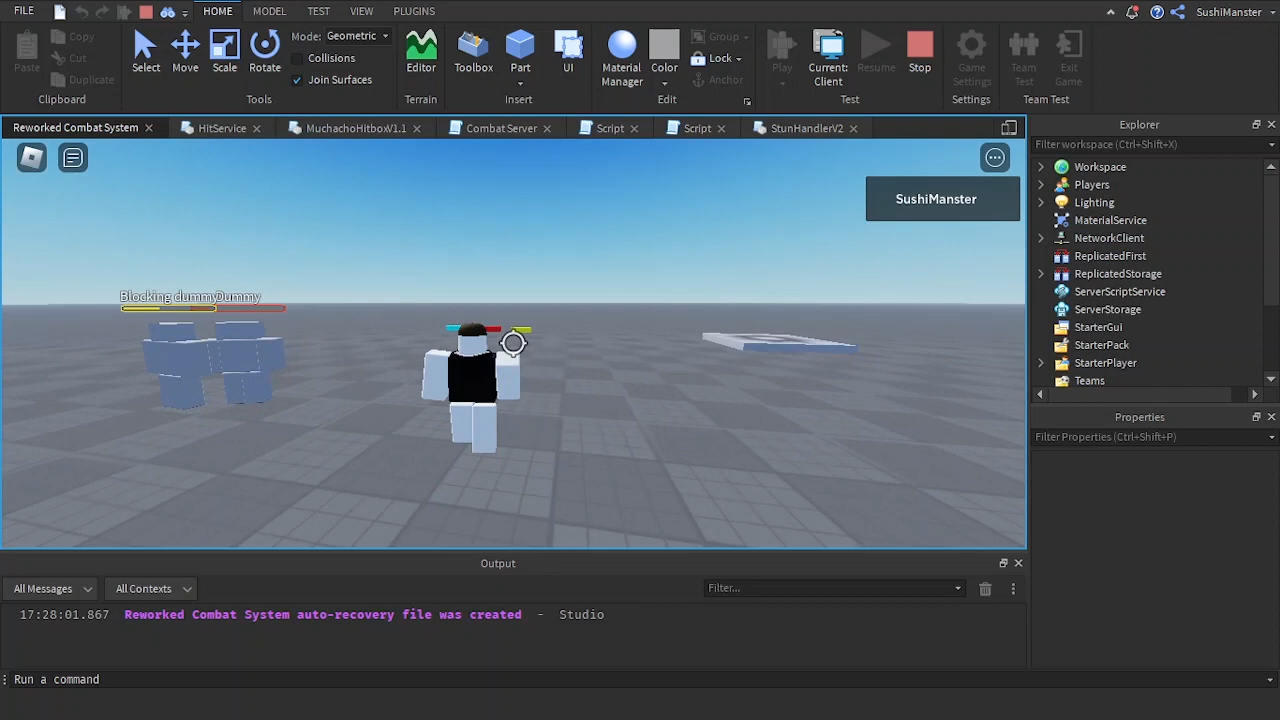 FILE HOME MODEL TEST VIEW PLUGINS SushiManster
Paste Copy Cut Duplicate Clipboard
Select Move Scale Rotate Mode: Geometric Collisions Join Surfaces Tools
Editor Terrain
Toolbox Part UI Insert
Material Manager Color Group Lock Anchor Edit
Play Current: Client Resume Stop Test
Game Settings Settings
Team Test Exit Game Team Test
Reworked Combat System HitService MuchachoHitboxV1.1 Combat Server Script Script StunHandlerV2
SushiManster
Blocking dummy Dummy
Explorer
Filter workspace (Ctrl+Shift+X)
Workspace
Players
Lighting
MaterialService
NetworkClient
ReplicatedFirst
ReplicatedStorage
ServerScriptService
ServerStorage
StarterGui
StarterPack
StarterPlayer
Teams
Properties
Filter Properties (Ctrl+Shift+P)
Output
All Messages All Contexts Filter...
17:28:01.867 Reworked Combat System auto-recovery file was created - Studio
Run a command